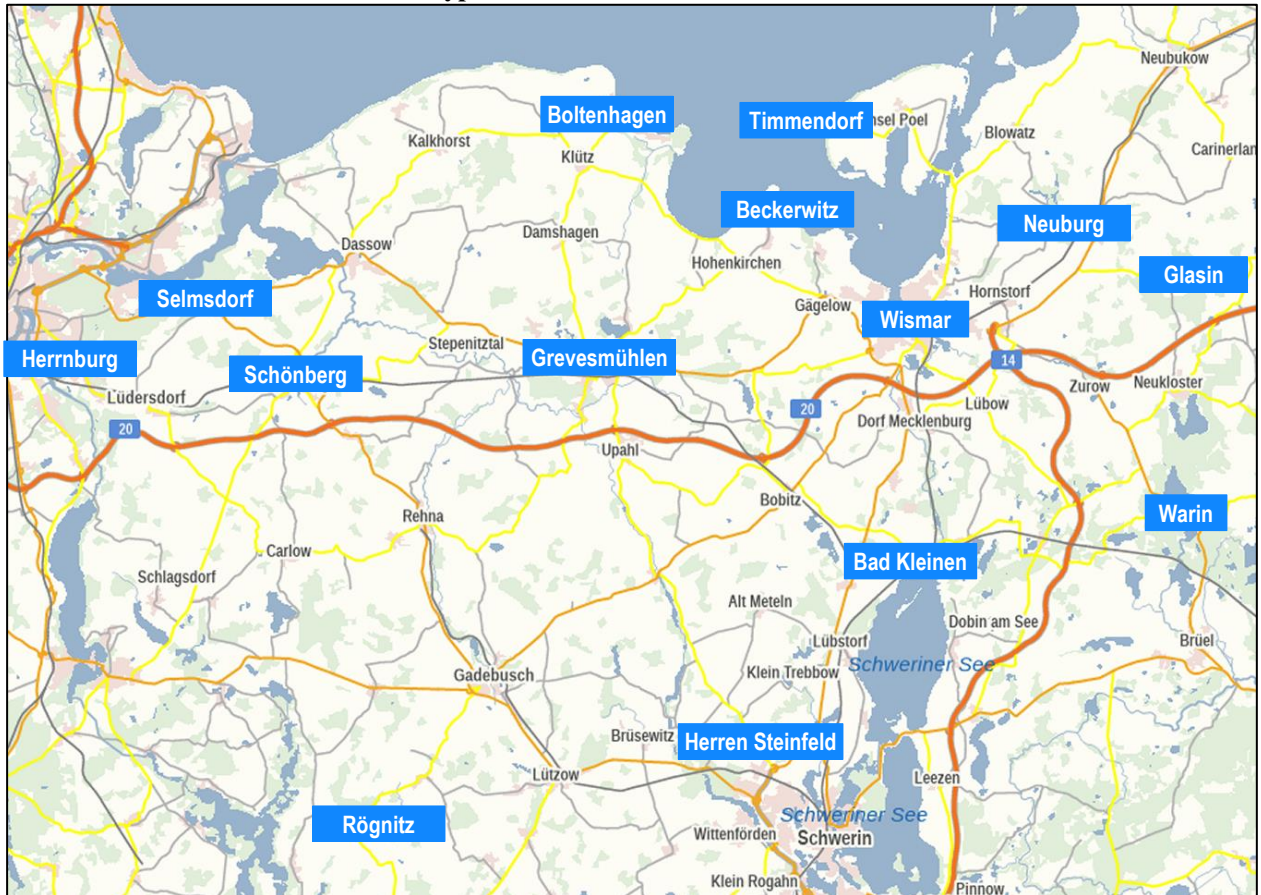 Neubukow
Boltenhagen
Timmendorf
nsel Poel
Blowatz
Kalkhorst
Klütz
Carinerlan
Beckerwitz
Neuburg
Damshagen
Dassow
Hohenkirchen
Glasin
Selmsdorf
Gägelow
Hornstorf
Wismar
Stepenitztal
Herrnburg
Schönberg
Grevesmühlen
14
Zurow
Neukloster
Lüdersdorf
20
Lübow
20
Dorf Mecklenburg
Upahl
Bobitz
Rehna
Warin
Carlow
Bad Kleinen
Schlagsdorf
Alt Meteln
Dobin am See
Lübstorf
Brüel
Schweriner See
Gadebusch
Klein Trebbow
Brüsewitz
Herren Steinfeld
Lützow
Leezen
Schweriner See
Rögnitz
Wittenförden
Schwerin
Klein Rogahn
Pinnow